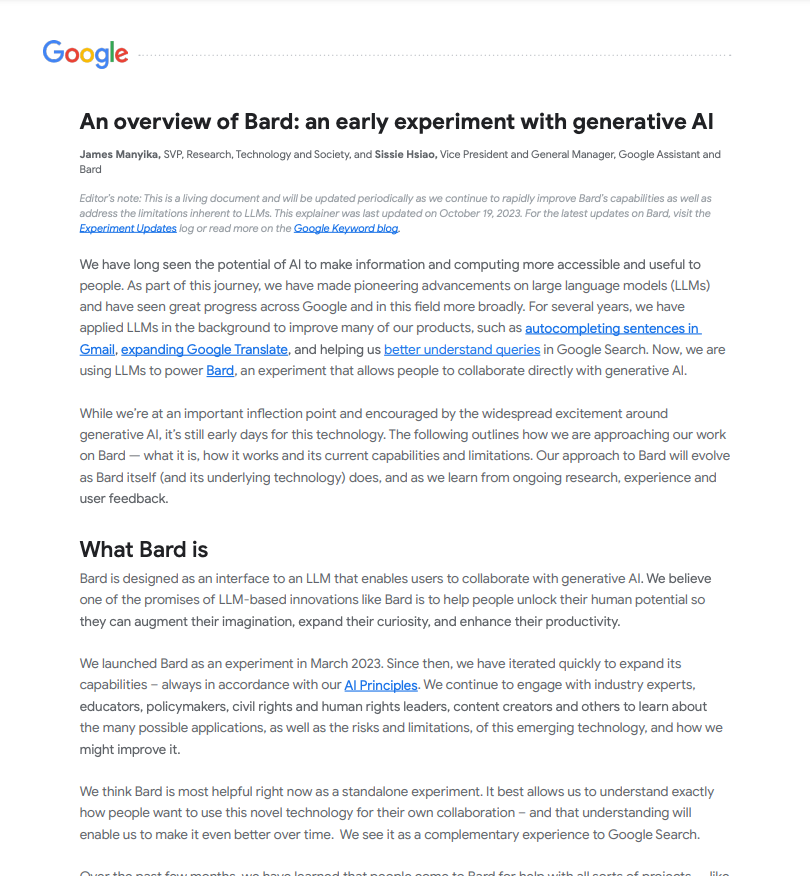 Google
An overview of Bard: an early experiment with generative AI
James Manyika, SVP, Research, Technology and Society, and Sissie Hsiao, Vice President and General Manager, Google Assistant and
Bard
Editor's note: This is a living document and will be updated periodically as we continue to rapidly improve Bard's capabilities as well as
address the limitations inherent to LLMs. This explainer was last updated on October 19, 2023. For the latest updates on Bard, visit the
Experiment Updates log or read more on the Google Keyword blog.
We have long seen the potential of AI to make information and computing more accessible and useful to
people. As part of this journey, we have made pioneering advancements on large language models (LLMs)
and have seen great progress across Google and in this field more broadly. For several years, we have
applied LLMs in the background to improve many of our products, such as autocompleting sentences in
Gmail, expanding Google Translate, and helping us better understand queries in Google Search. Now, we are
using LLMs to power Bard, an experiment that allows people to collaborate directly with generative AI.
While we're at an important inflection point and encouraged by the widespread excitement around
generative AI, it's still early days for this technology. The following outlines how we are approaching our work
on Bard — what it is, how it works and its current capabilities and limitations. Our approach to Bard will evolve
as Bard itself (and its underlying technology) does, and as we learn from ongoing research, experience and
user feedback.
What Bard is
Bard is designed as an interface to an LLM that enables users to collaborate with generative AI. We believe
one of the promises of LLM-based innovations like Bard is to help people unlock their human potential so
they can augment their imagination, expand their curiosity, and enhance their productivity.
We launched Bard as an experiment in March 2023. Since then, we have iterated quickly to expand its
capabilities – always in accordance with our AI Principles. We continue to engage with industry experts,
educators, policymakers, civil rights and human rights leaders, content creators and others to learn about
the many possible applications, as well as the risks and limitations, of this emerging technology, and how we
might improve it.
We think Bard is most helpful right now as a standalone experiment. It best allows us to understand exactly
how people want to use this novel technology for their own collaboration – and that understanding will
enable us to make it even better over time. We see it as a complementary experience to Google Search.
Over the past few months, we have learned that people come to Bard for help with all sorts of projects — like